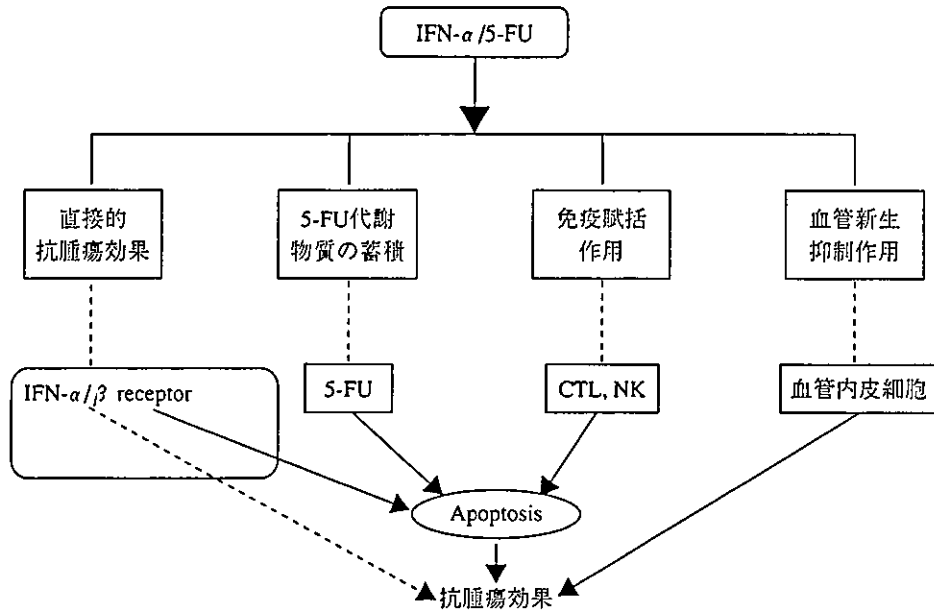 IFN-α/5-FU
直接的
抗腫瘍効果
5-FU代謝
物質の蓄積
免疫賦括
作用
血管新生
抑制作用
IFN-α/β receptor
5-FU
CTL, NK
血管内皮細胞
Apoptosis
抗腫瘍効果